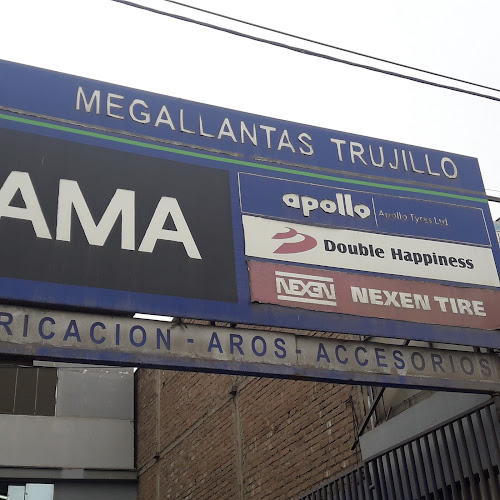 MEGALLANTAS TRUJILLO
AMA
apollo Apollo Tyres Ltd
Double Happiness
NEXEN NEXEN TIRE
RICACION - AROS - ACCESORIOS